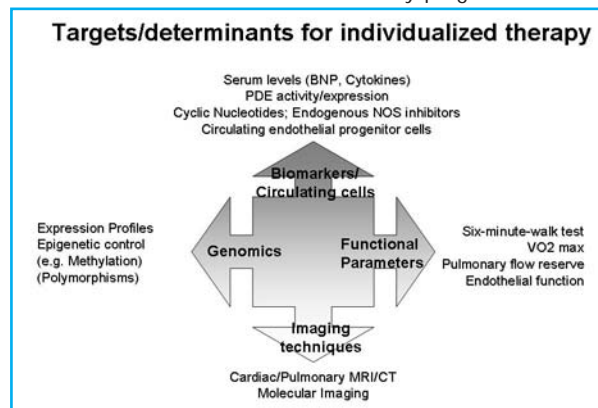 Targets/determinants for individualized therapy
Serum levels (BNP, Cytokines)
PDE activity/expression
Cyclic Nucleotides; Endogenous NOS inhibitors
Circulating endothelial progenitor cells
Biomarkers/
Circulating cells
Expression Profiles
Epigenetic control
(e.g. Methylation)
(Polymorphisms)
Genomics
Functional
Parameters
Six-minute-walk test
VO2 max
Pulmonary flow reserve
Endothelial function
Imaging
techniques
Cardiac/Pulmonary MRI/CT
Molecular Imaging